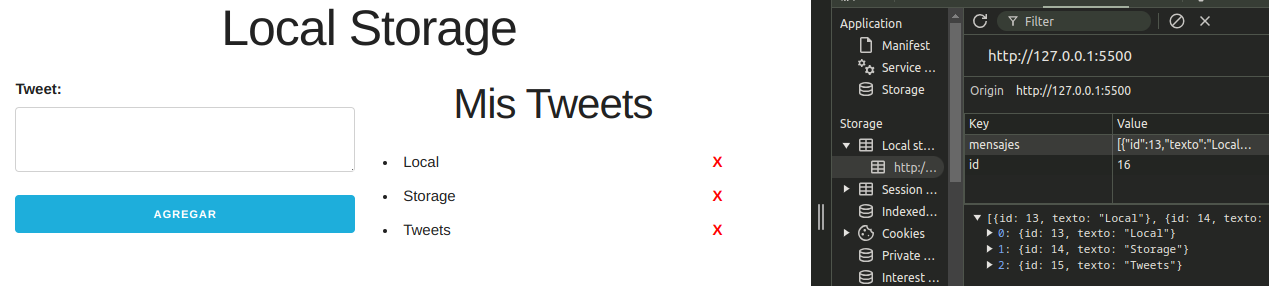 Local Storage
Tweet:
AGREGAR
Mis Tweets
Local X
Storage X
Tweets X
Application
Manifest
Service ...
Storage
Storage
Local st...
http:/...
Session ...
Indexed...
Cookies
Private ...
Interest ...
Filter
http://127.0.0.1:5500
Origin http://127.0.0.1:5500
Key Value
mensajes [{"id":13,"texto":"Local...
id 16
[{id: 13, texto: "Local"}, {id: 14, texto:
0: {id: 13, texto: "Local"}
1: {id: 14, texto: "Storage"}
2: {id: 15, texto: "Tweets"}